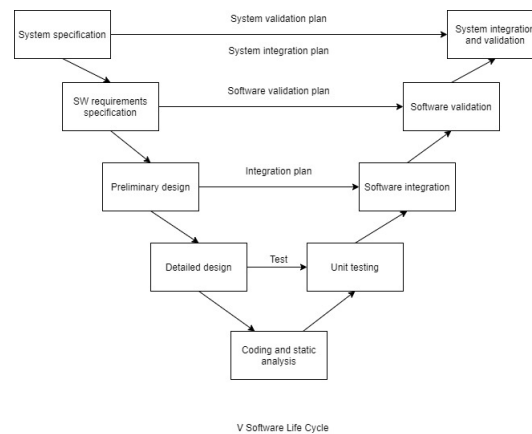 System validation plan
System specification
System integration
and validation
System integration plan
Software validation plan
SW requirements
specification
Software validation
Integration plan
Preliminary design
Software integration
Test
Detailed design
Unit testing
Coding and static
analysis
V Software Life Cycle